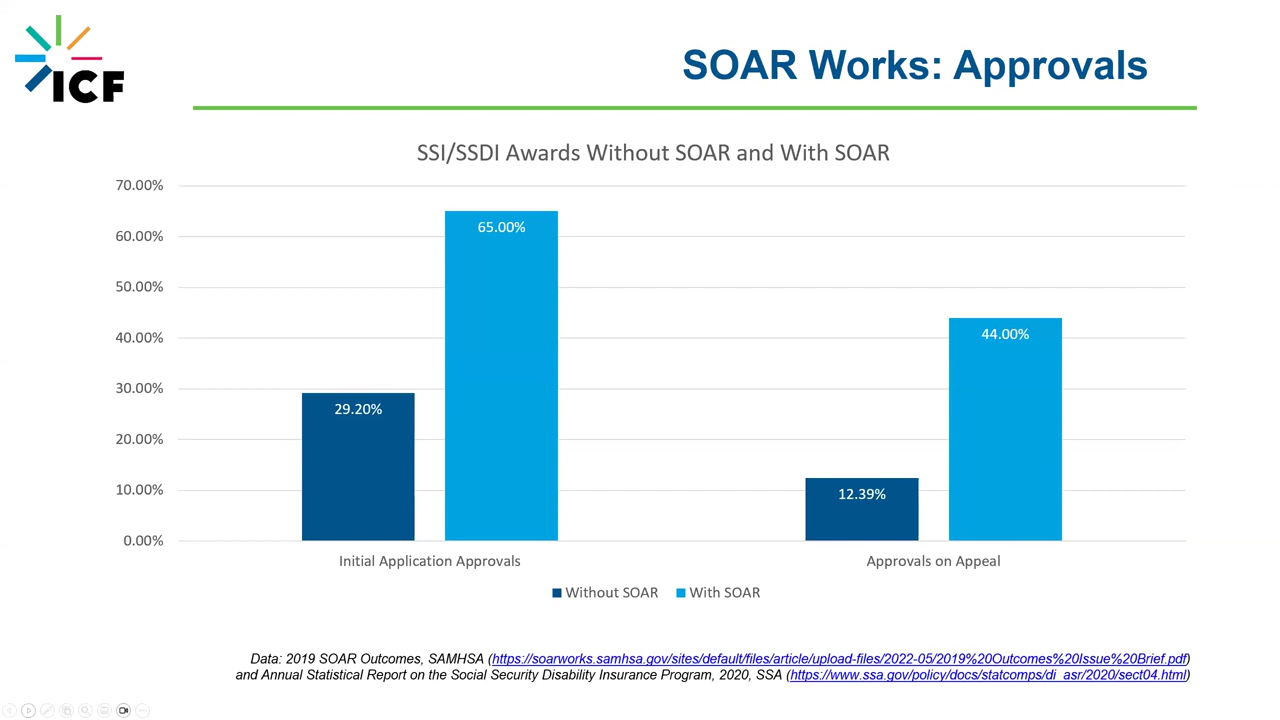 ICF
SOAR Works: Approvals
SSI/SSDI Awards Without SOAR and With SOAR
70.00%
60.00%
50.00%
40.00%
30.00%
20.00%
10.00%
0.00%
29.20%
65.00%
12.39%
44.00%
Initial Application Approvals
Approvals on Appeal
Without SOAR
With SOAR
Data: 2019 SOAR Outcomes, SAMHSA (https://soarworks.samhsa.gov/sites/default/files/article/upload-files/2022-05/2019%20Outcomes%20Issue%20Brief.pdf)
and Annual Statistical Report on the Social Security Disability Insurance Program, 2020, SSA (https://www.ssa.gov/policy/docs/statcomps/di_asr/2020/sect04.html)